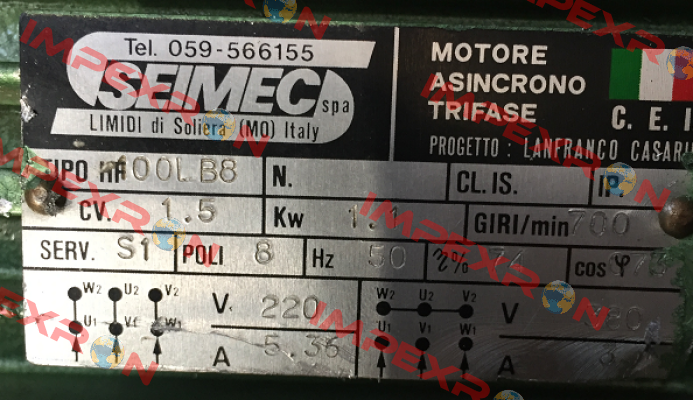 Tel. 059-566155
SEIMEC spa
LIMIDI di Soliera (MO) Italy
MOTORE
ASINCRONO
TRIFASE
C. E. I
PROGETTO : LANFRANCO CASARI
TIPO HF 100L B8 N. CL. IS. IP.
CV. 1.5 Kw 1.1 GIRI/min 700
SERV. S1 POLI 8 Hz 50 η% 74 cos φ
W2 U2 V2 V. 220 W2 U2 V2 V
U1 V1 W1 A 5.36 U1 V1 W1 A
IMPEXRON